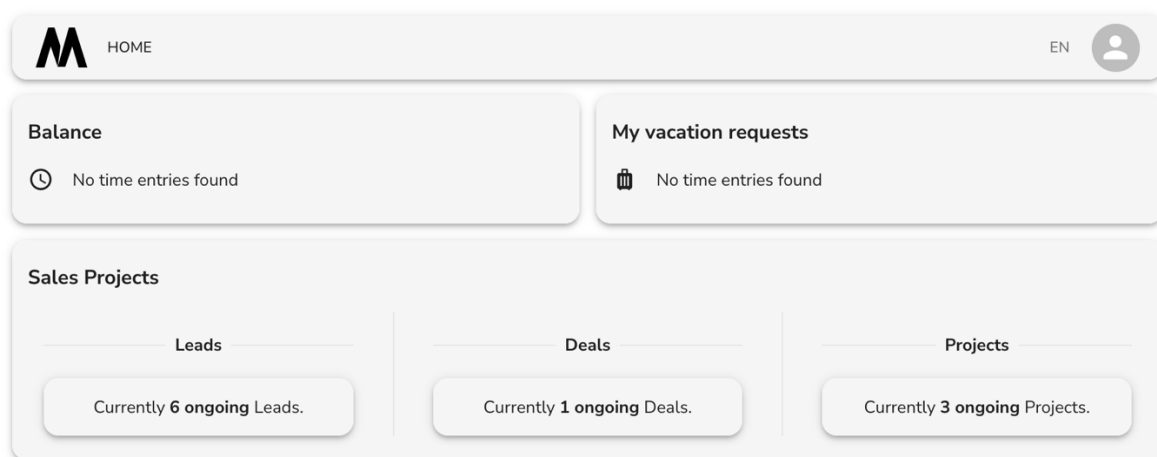 HOME
EN
Balance
No time entries found
My vacation requests
No time entries found
Sales Projects
Leads
Currently 6 ongoing Leads.
Deals
Currently 1 ongoing Deals.
Projects
Currently 3 ongoing Projects.